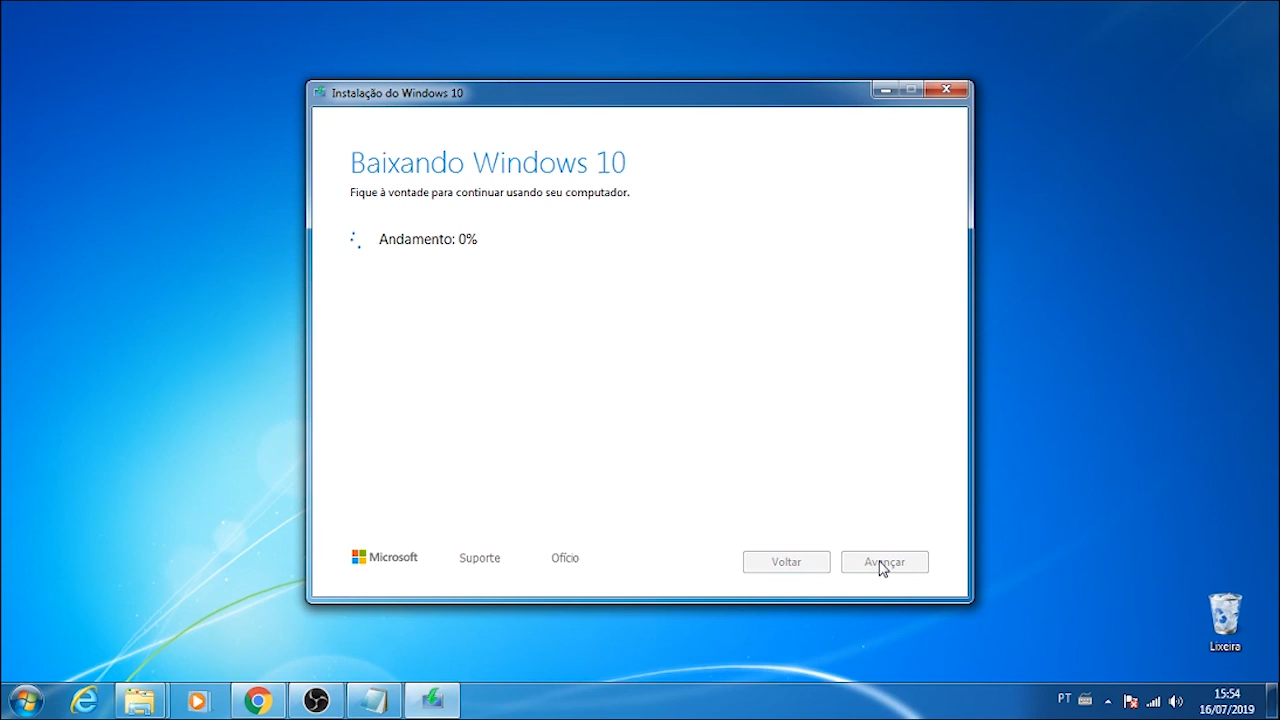 Instalação do Windows 10
Baixando Windows 10
Fique à vontade para continuar usando seu computador.
Andamento: 0%
Microsoft
Suporte
Ofício
Voltar
Avançar
Lixeira
PT
15:54
16/07/2019